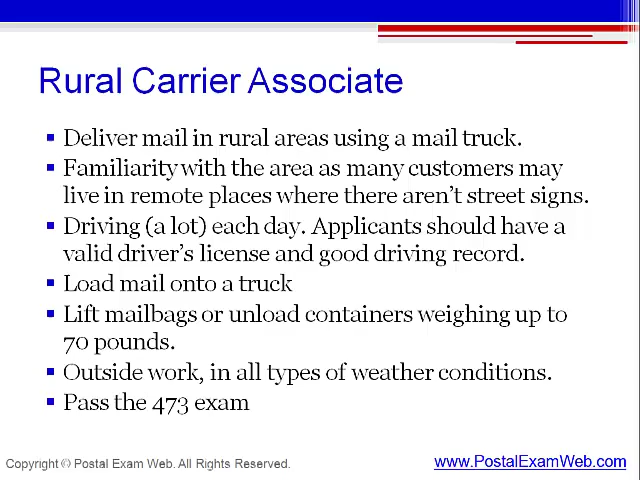 Rural Carrier Associate
▪ Deliver mail in rural areas using a mail truck.
▪ Familiarity with the area as many customers may
live in remote places where there aren't street signs.
▪ Driving (a lot) each day. Applicants should have a
valid driver's license and good driving record.
▪ Load mail onto a truck
▪ Lift mailbags or unload containers weighing up to
70 pounds.
▪ Outside work, in all types of weather conditions.
▪ Pass the 473 exam
Copyright © Postal Exam Web. All Rights Reserved.
www.PostalExamWeb.com